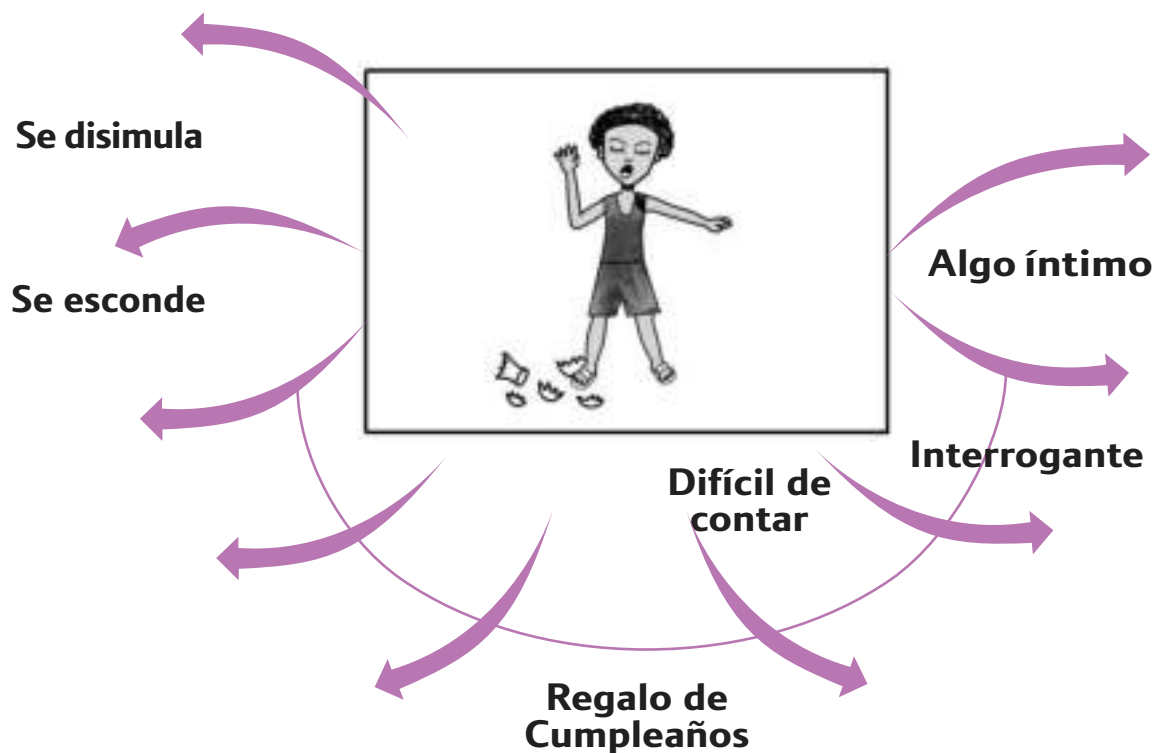 Se disimula
Algo íntimo
Se esconde
Interrogante
Difícil de
contar
Regalo de
Cumpleaños